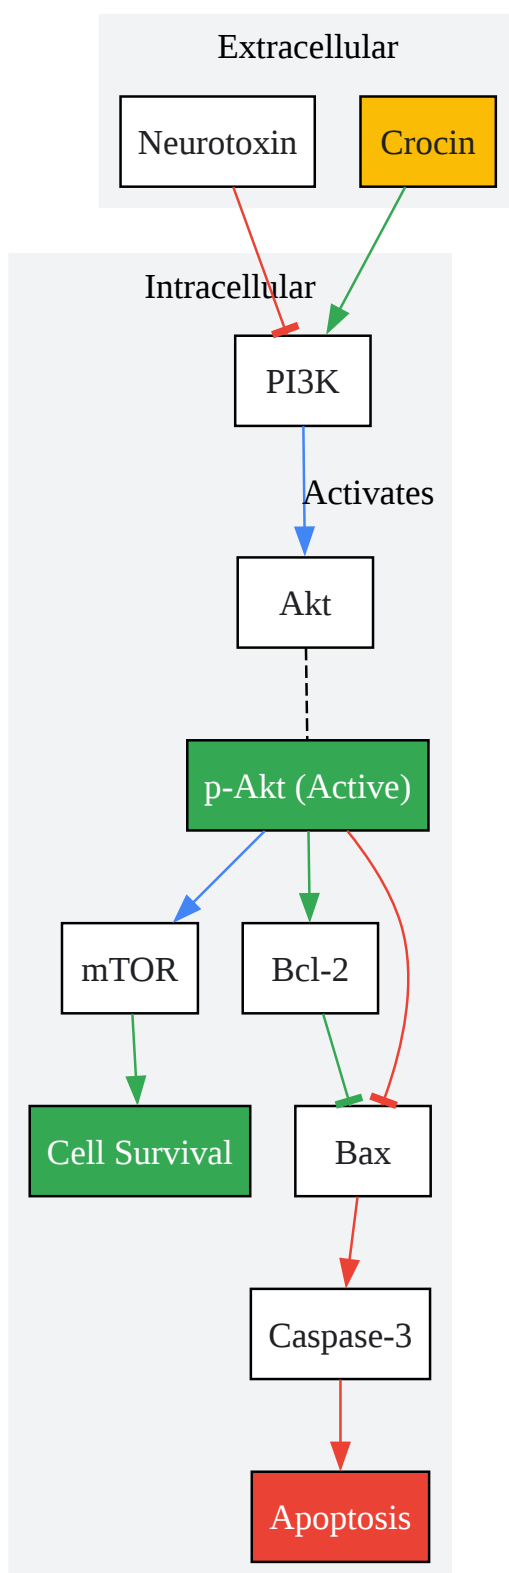 Extracellular
Neurotoxin
Crocin
Intracellular
PI3K
Activates
Akt
p-Akt (Active)
mTOR
Bcl-2
Cell Survival
Bax
Caspase-3
Apoptosis